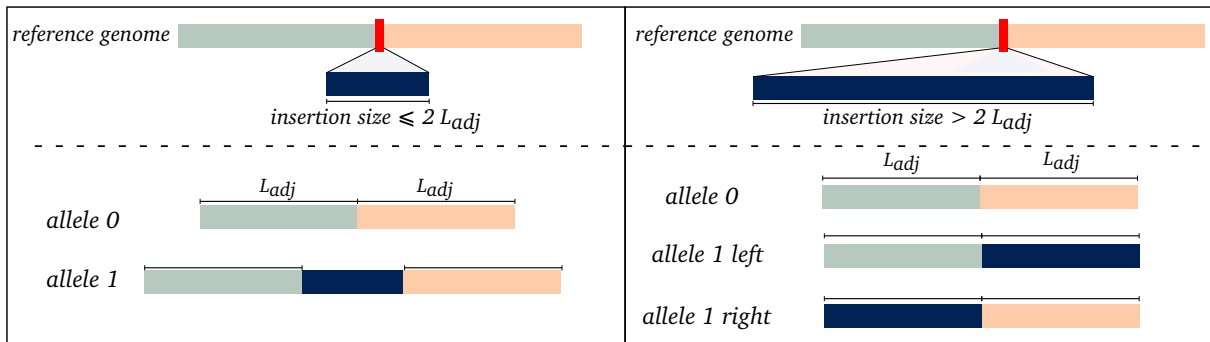 reference genome
insertion size ⩽ 2 L_adj
L_adj L_adj
allele 0
allele 1
reference genome
insertion size > 2 L_adj
L_adj L_adj
allele 0
allele 1 left
allele 1 right